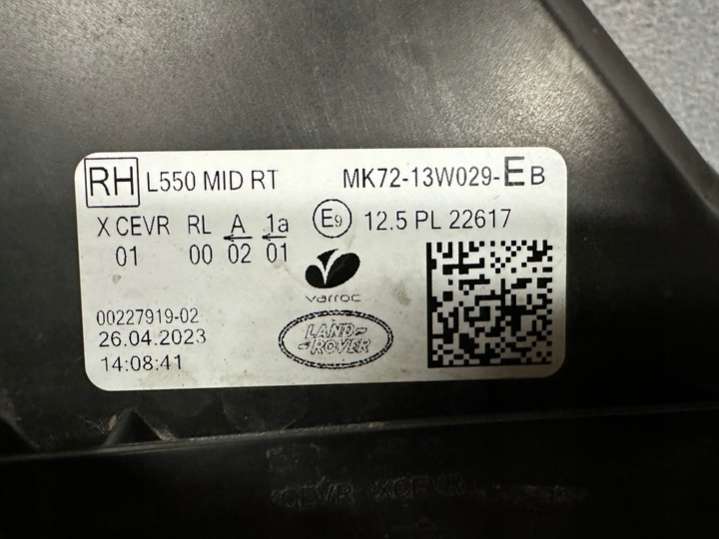 RH L550 MID RT MK72-13W029-EB
X CEVR RL A 1a E9 12.5 PL 22617
01 00 02 01
varroc
00227919-02
26.04.2023
14:08:41
LAND-
-ROVER